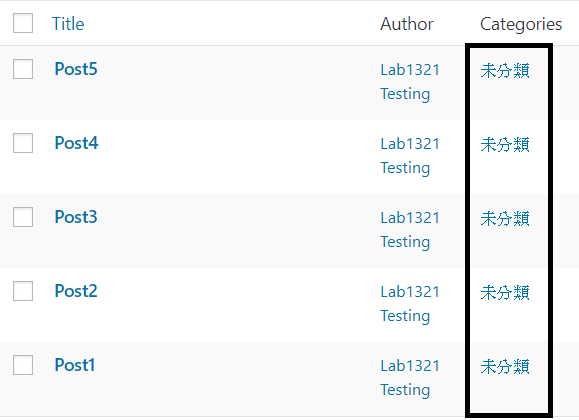 Title Author Categories
Post5 Lab1321 未分類
Testing
Post4 Lab1321 未分類
Testing
Post3 Lab1321 未分類
Testing
Post2 Lab1321 未分類
Testing
Post1 Lab1321 未分類
Testing